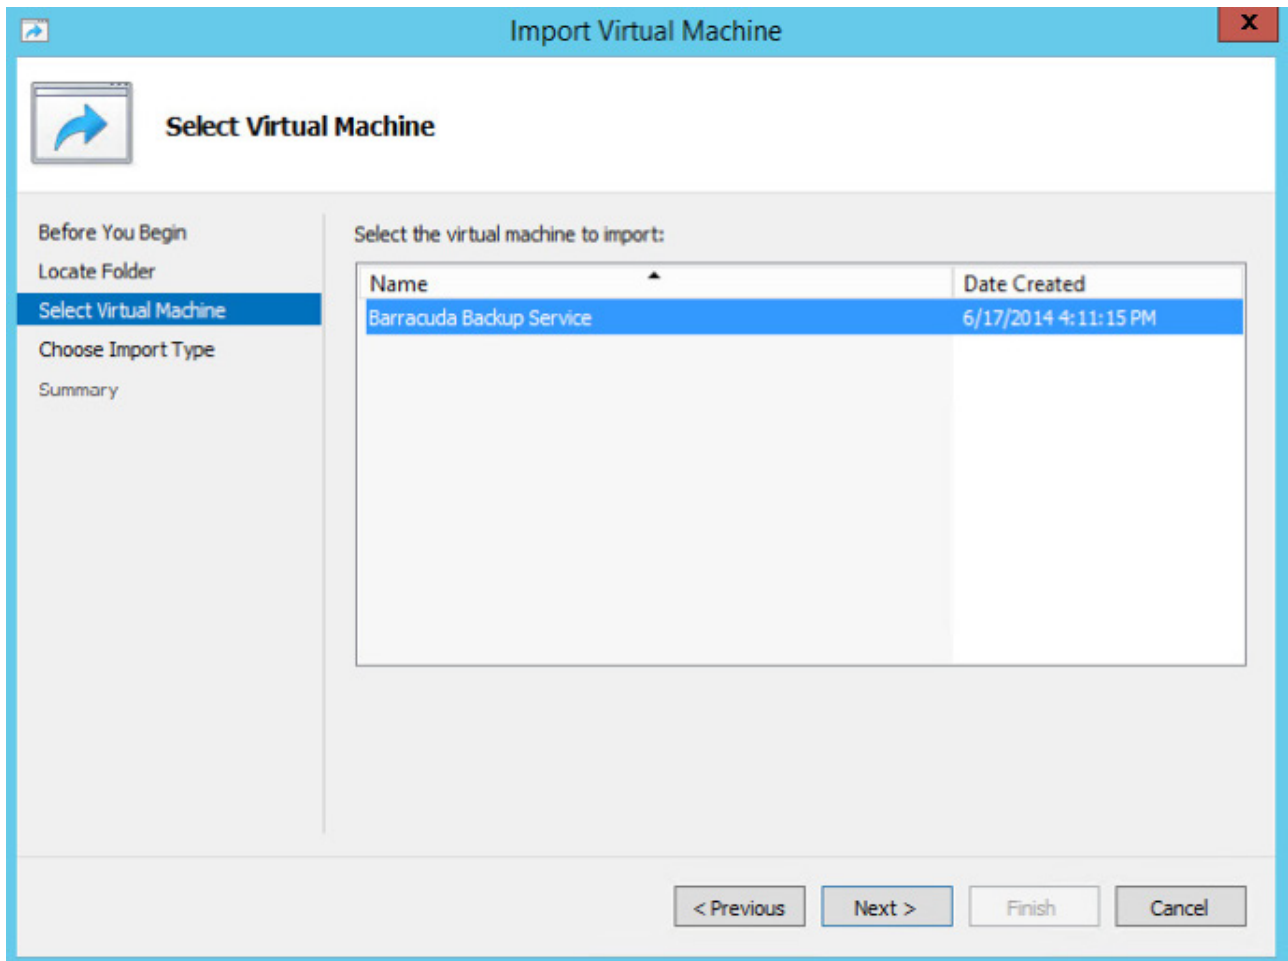 Import Virtual Machine
X
Select Virtual Machine
Before You Begin
Locate Folder
Select Virtual Machine
Choose Import Type
Summary
Select the virtual machine to import:
Name Date Created
Barracuda Backup Service 6/17/2014 4:11:15 PM
< Previous Next > Finish Cancel